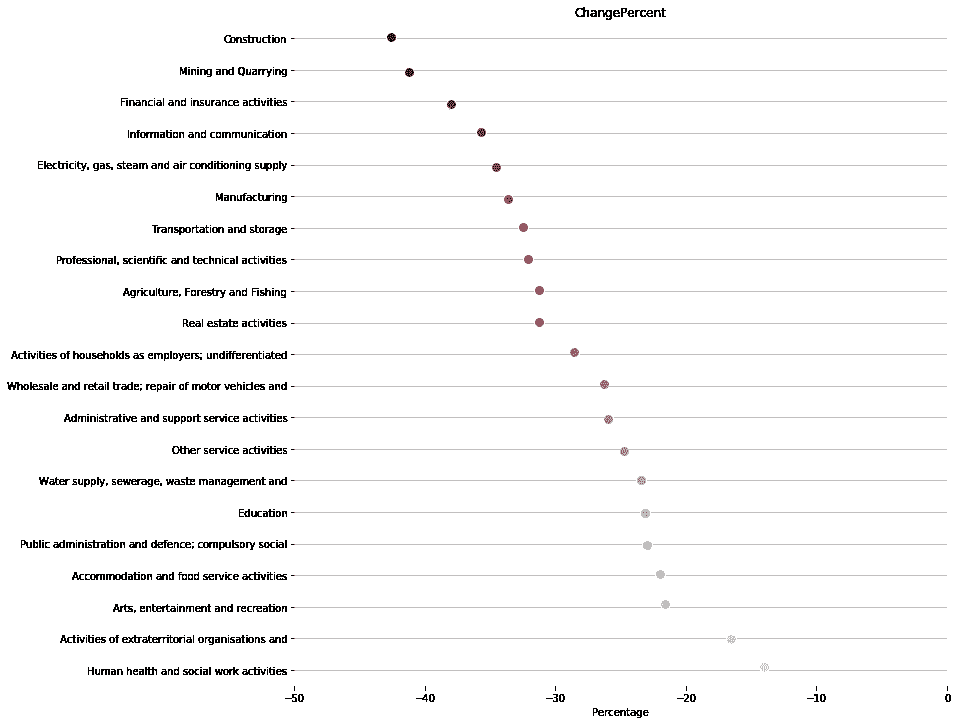 ChangePercent
Construction
Mining and Quarrying
Financial and insurance activities
Information and communication
Electricity, gas, steam and air conditioning supply
Manufacturing
Transportation and storage
Professional, scientific and technical activities
Agriculture, Forestry and Fishing
Real estate activities
Activities of households as employers; undifferentiated
Wholesale and retail trade; repair of motor vehicles and
Administrative and support service activities
Other service activities
Water supply, sewerage, waste management and
Education
Public administration and defence; compulsory social
Accommodation and food service activities
Arts, entertainment and recreation
Activities of extraterritorial organisations and
Human health and social work activities
−50 −40 −30 −20 −10 0
Percentage